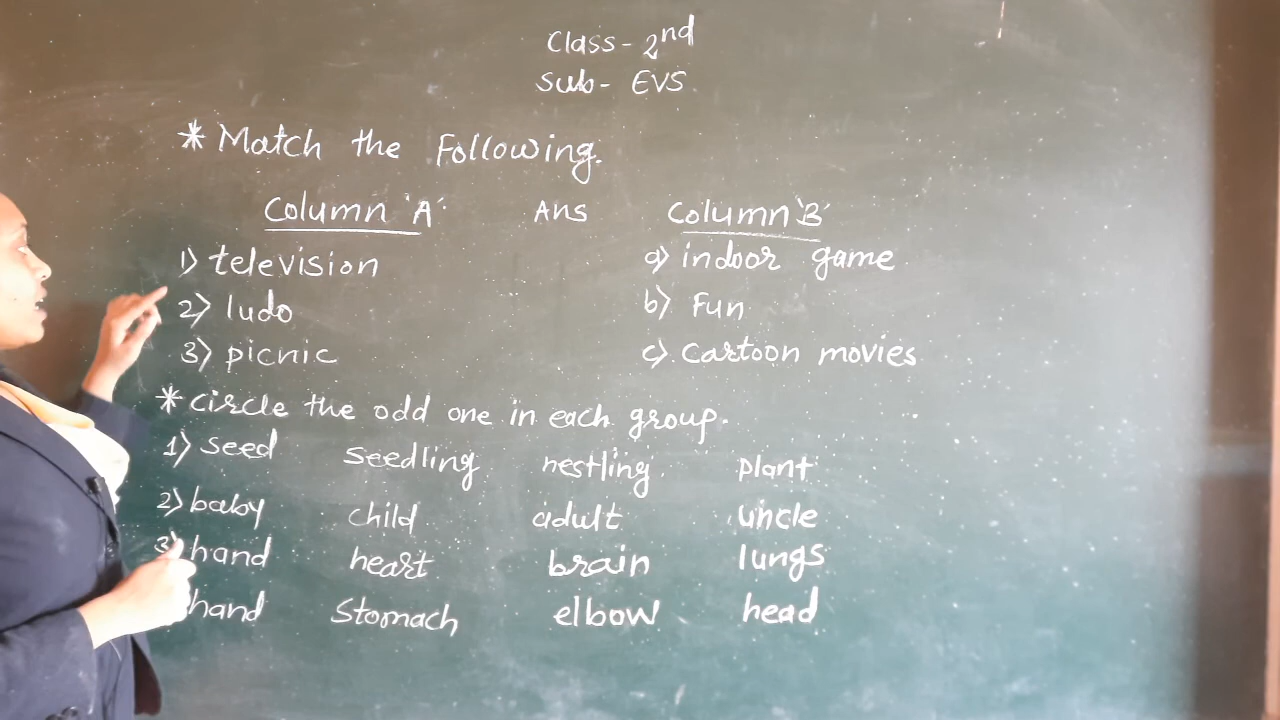 Class - 2nd
Sub - EVS
* Match the Following.
Column 'A' Ans Column 'B'
1) television a) indoor game
2) ludo b) Fun
3) picnic c) Cartoon movies
* Circle the odd one in each group.
1) seed seedling nestling plant
2) baby child adult uncle
3) hand heart brain lungs
hand Stomach elbow head